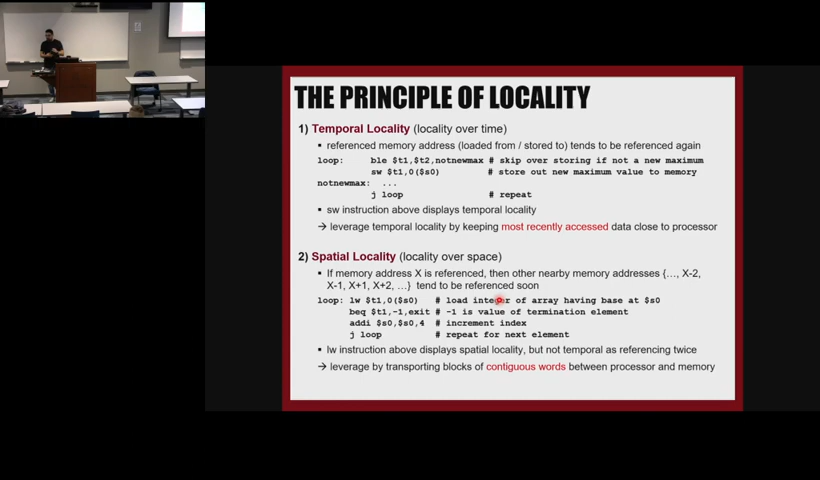 THE PRINCIPLE OF LOCALITY
1) Temporal Locality (locality over time)
▪ referenced memory address (loaded from / stored to) tends to be referenced again
loop: ble $t1,$t2,notnewmax # skip over storing if not a new maximum
sw $t1,0($s0) # store out new maximum value to memory
notnewmax: ...
j loop # repeat
▪ sw instruction above displays temporal locality
→ leverage temporal locality by keeping most recently accessed data close to processor
2) Spatial Locality (locality over space)
▪ If memory address X is referenced, then other nearby memory addresses {…, X-2,
X-1, X+1, X+2, …} tend to be referenced soon
loop: lw $t1,0($s0) # load integer of array having base at $s0
beq $t1,-1,exit # -1 is value of termination element
addi $s0,$s0,4 # increment index
j loop # repeat for next element
▪ lw instruction above displays spatial locality, but not temporal as referencing twice
→ leverage by transporting blocks of contiguous words between processor and memory